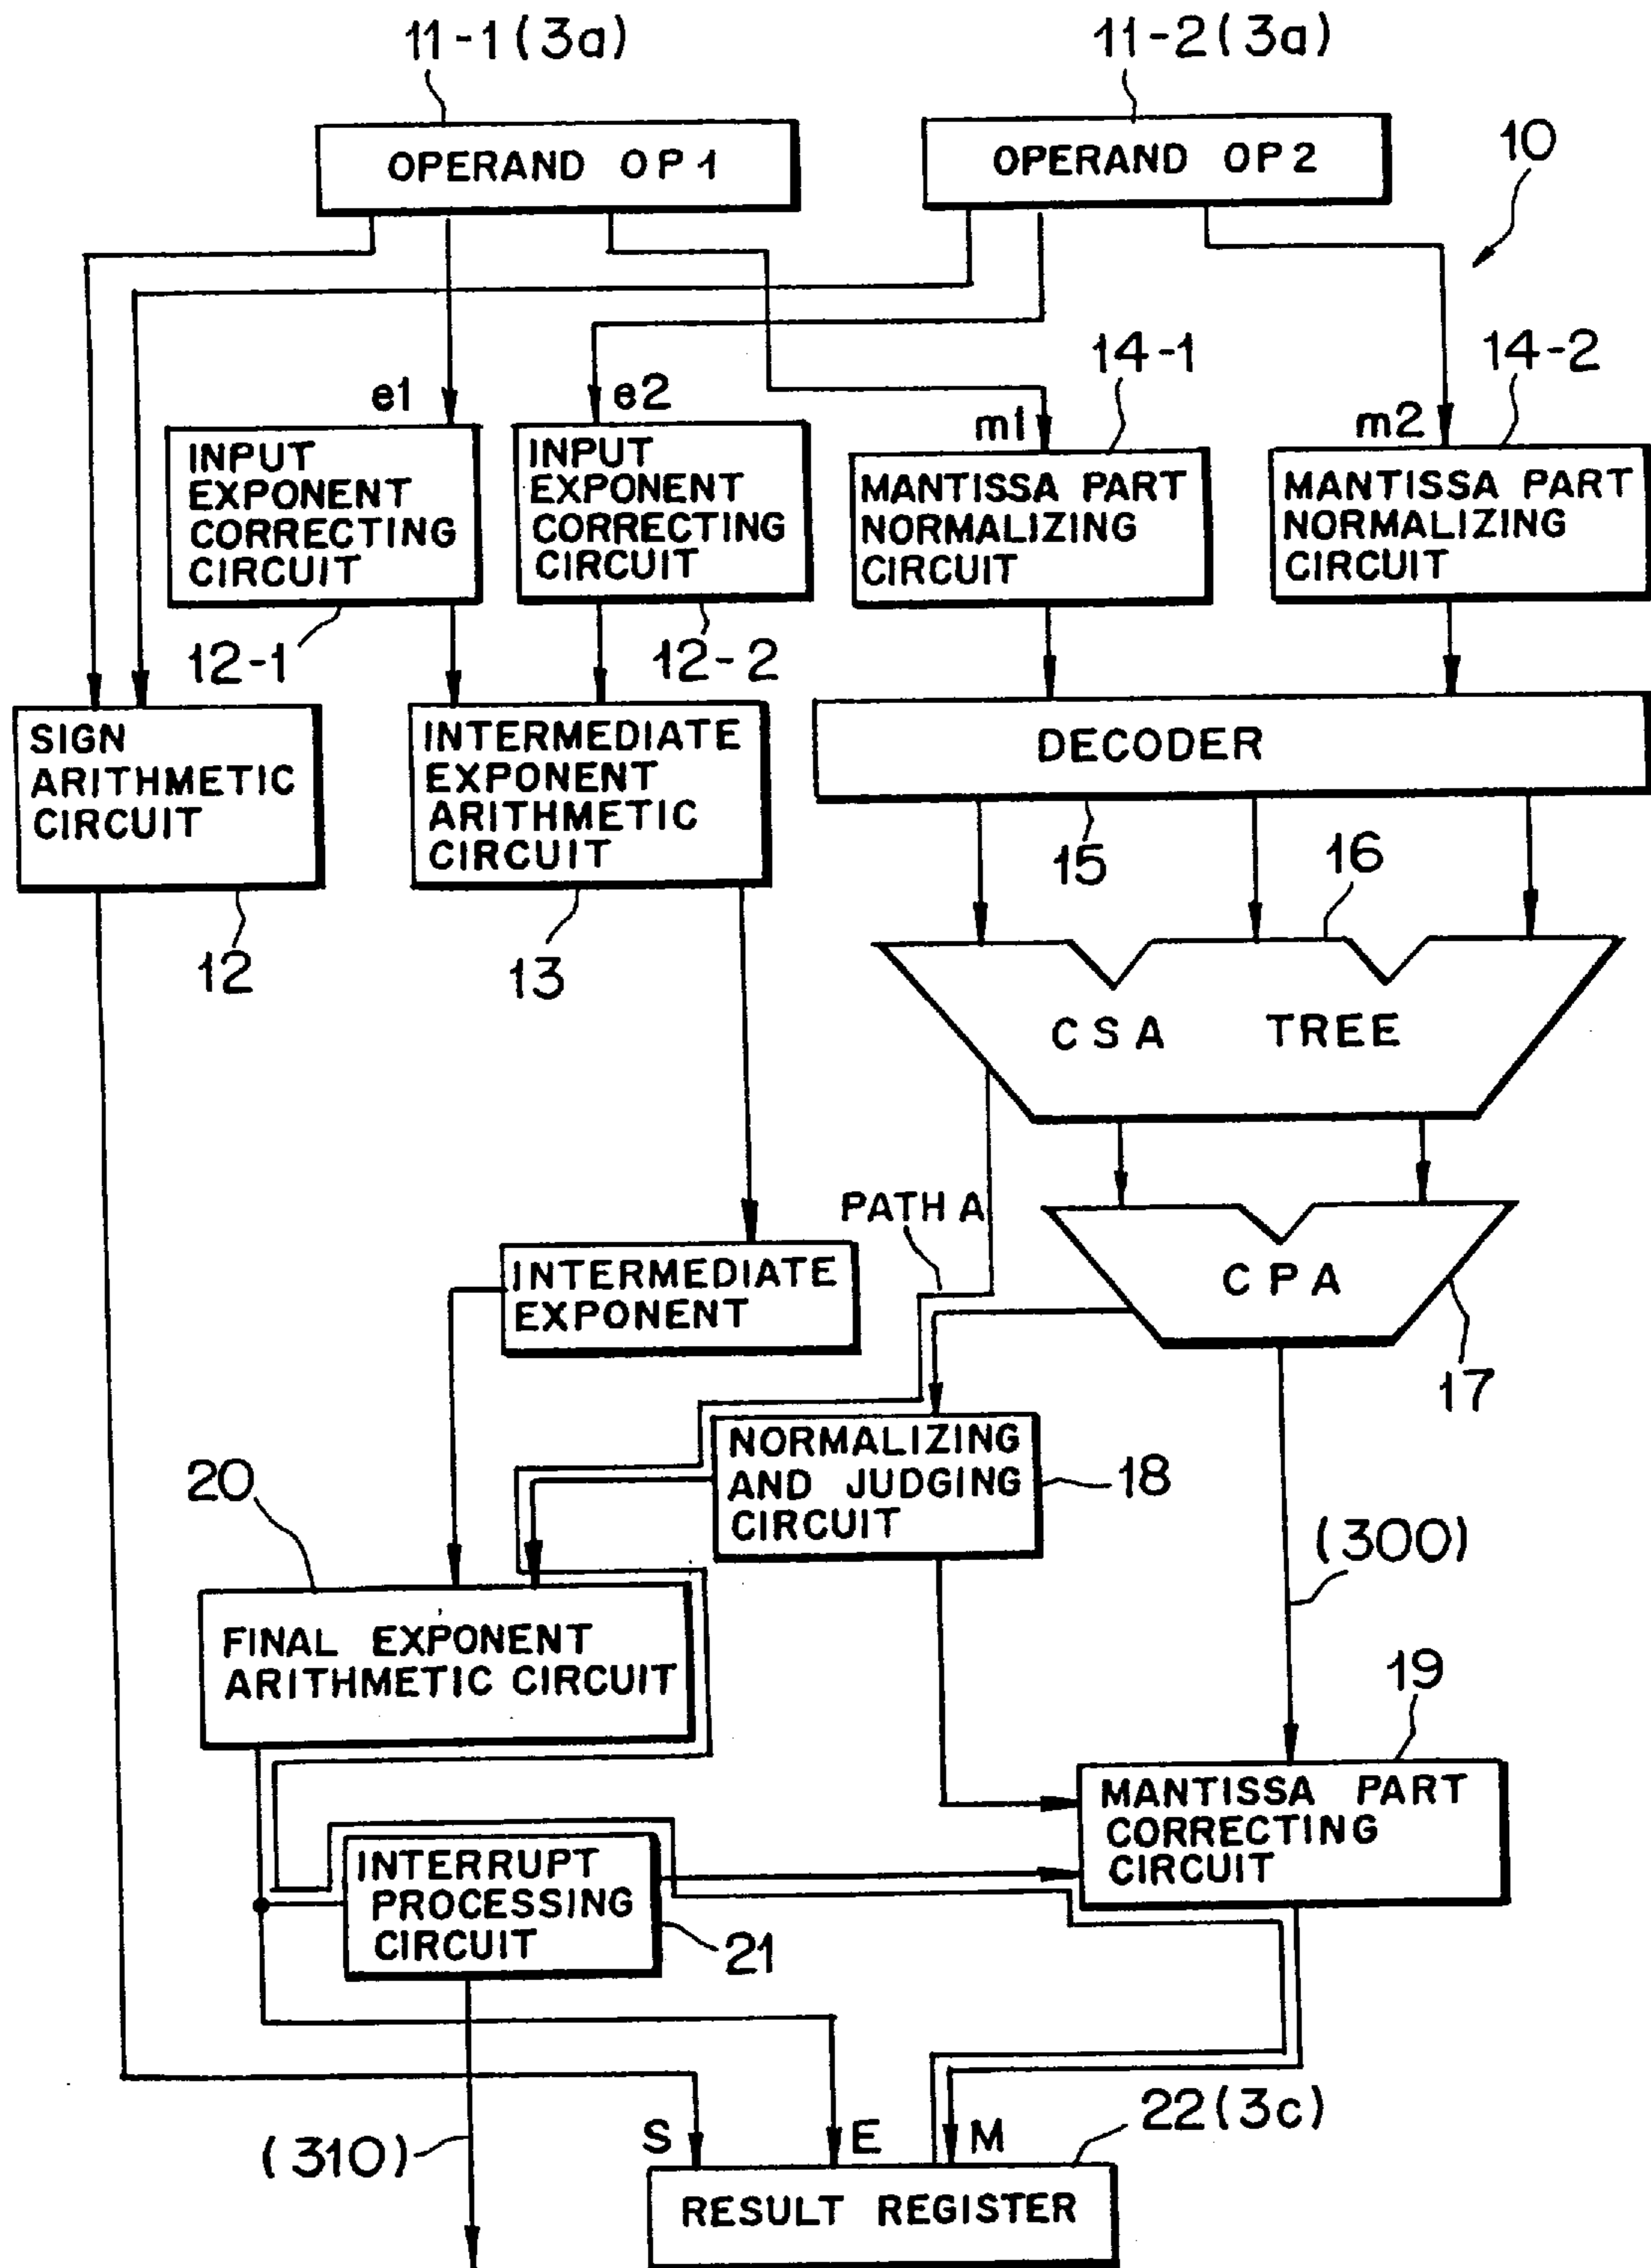 11-1(3a)
11-2(3a)
10
OPERAND OP1
OPERAND OP2
14-1
14-2
e1
e2
m1
m2
INPUT
EXPONENT
CORRECTING
CIRCUIT
INPUT
EXPONENT
CORRECTING
CIRCUIT
MANTISSA PART
NORMALIZING
CIRCUIT
MANTISSA PART
NORMALIZING
CIRCUIT
12-1
12-2
SIGN
ARITHMETIC
CIRCUIT
INTERMEDIATE
EXPONENT
ARITHMETIC
CIRCUIT
DECODER
15
16
12
13
CSA TREE
PATH A
INTERMEDIATE
EXPONENT
CPA
17
NORMALIZING
AND JUDGING
CIRCUIT
18
20
(300)
FINAL EXPONENT
ARITHMETIC CIRCUIT
19
MANTISSA PART
CORRECTING
CIRCUIT
INTERRUPT
PROCESSING
CIRCUIT
21
22(3c)
(310)
S
E
M
RESULT REGISTER